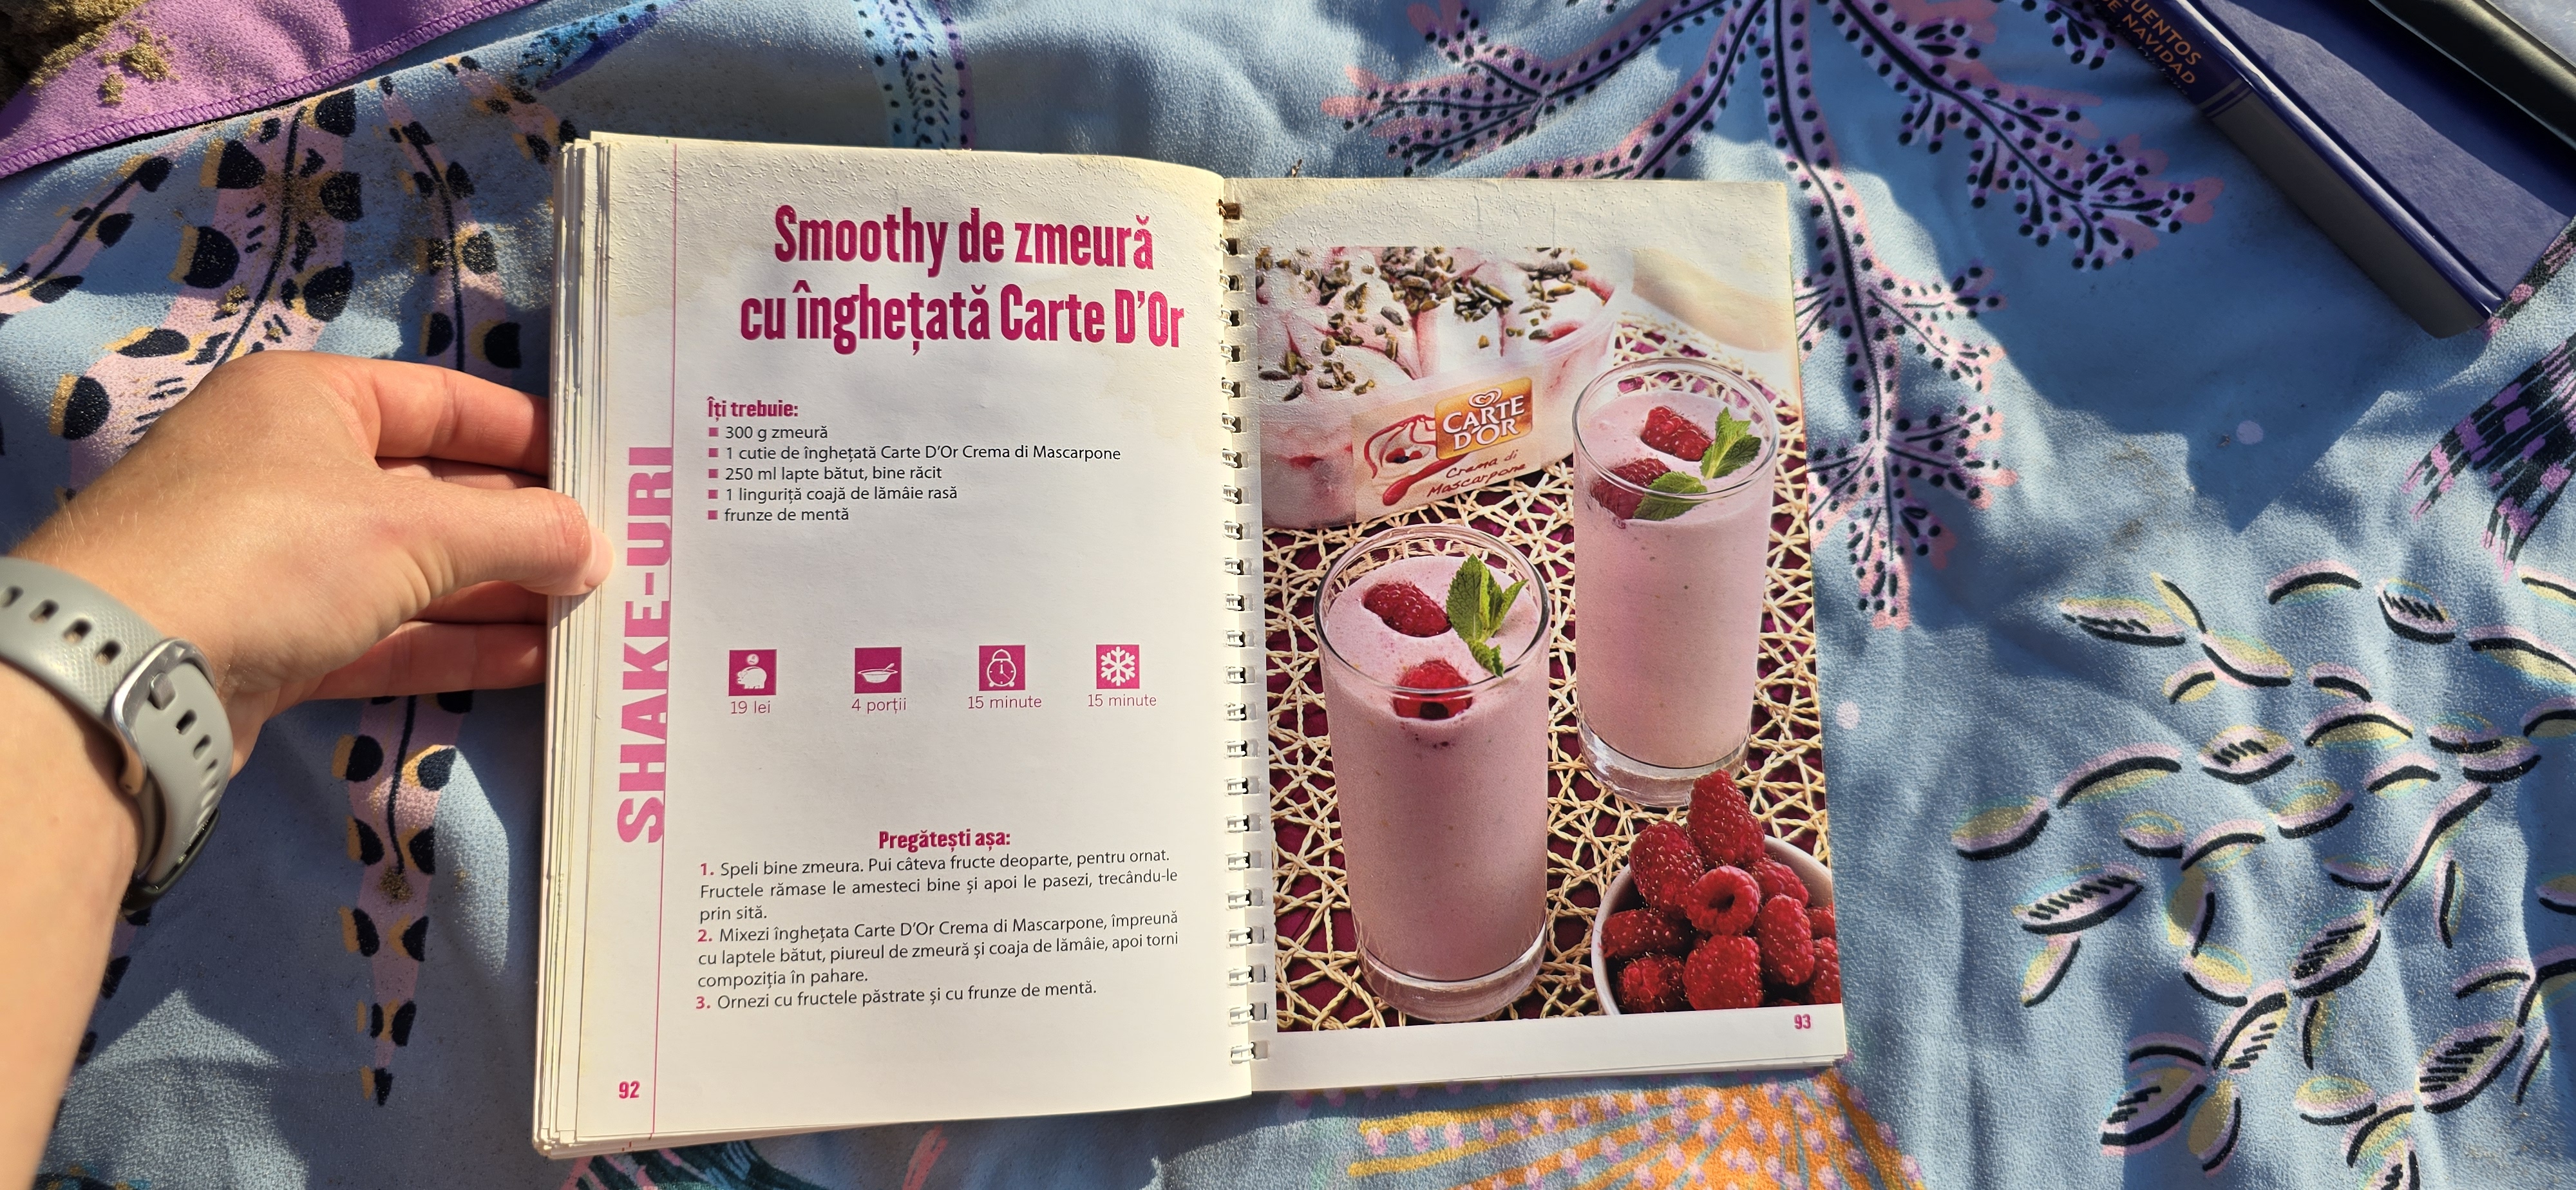 SHAKE-URI
Smoothy de zmeură
cu înghețată Carte D'Or
Îți trebuie:
■ 300 g zmeură
■ 1 cutie de înghețată Carte D'Or Crema di Mascarpone
■ 250 ml lapte bătut, bine răcit
■ 1 linguriță coajă de lămâie rasă
■ frunze de mentă
19 lei
4 porții
15 minute
15 minute
Pregătești așa:
1. Speli bine zmeura. Pui câteva fructe deoparte, pentru ornat.
Fructele rămase le amesteci bine și apoi le pasezi, trecându-le
prin sită.
2. Mixezi înghețata Carte D'Or Crema di Mascarpone, împreună
cu laptele bătut, piureul de zmeură și coaja de lămâie, apoi torni
compoziția în pahare.
3. Ornezi cu fructele păstrate și cu frunze de mentă.
92
CARTE
D'OR
Crema di
Mascarpone
93
UENTOS
E NAVIDAD